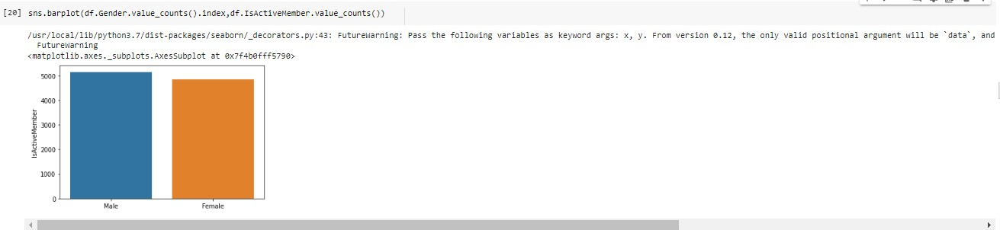 [20] sns.barplot(df.Gender.value_counts().index,df.IsActiveMember.value_counts())
/usr/local/lib/python3.7/dist-packages/seaborn/_decorators.py:43: FutureWarning: Pass the following variables as keyword args: x, y. From version 0.12, the only valid positional argument will be `data`, and
FutureWarning
<matplotlib.axes._subplots.AxesSubplot at 0x7f4b0fff5790>
5000
4000
3000
2000
1000
0
IsActiveMember
Male Female